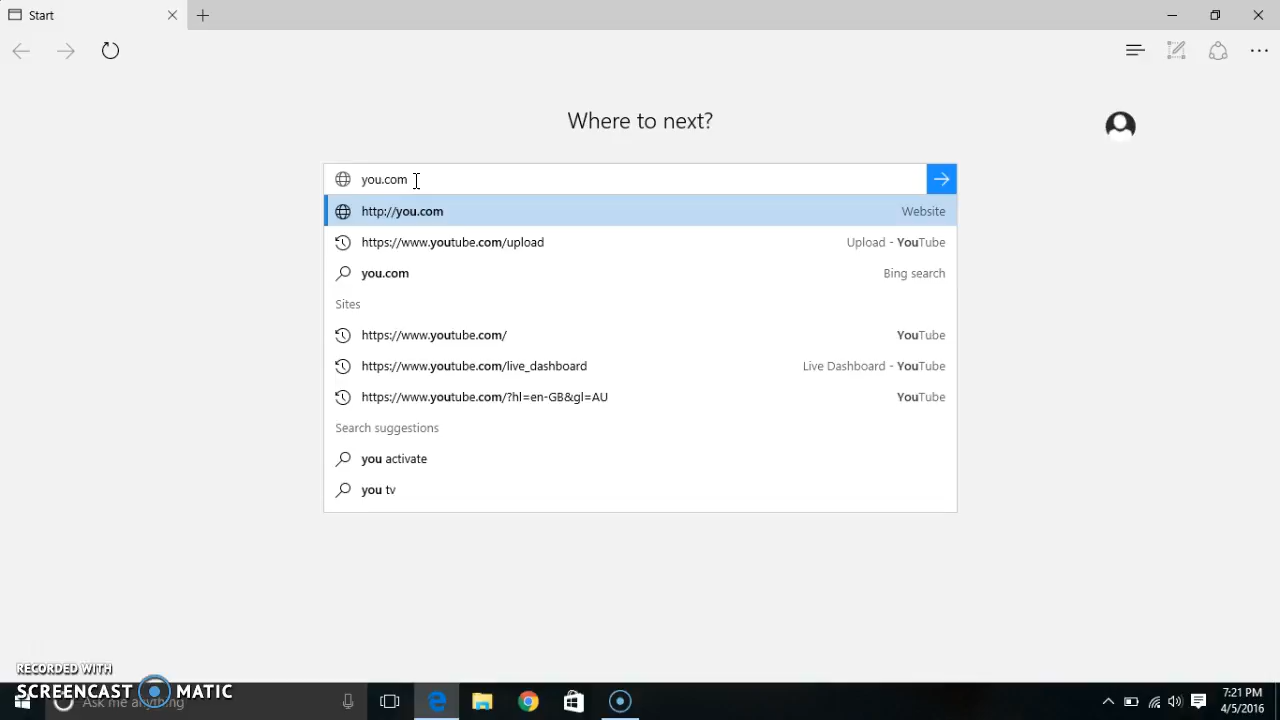 Start
Where to next?
you.com
http://you.com Website
https://www.youtube.com/upload Upload - YouTube
you.com Bing search
Sites
https://www.youtube.com/ YouTube
https://www.youtube.com/live_dashboard Live Dashboard - YouTube
https://www.youtube.com/?hl=en-GB&gl=AU YouTube
Search suggestions
you activate
you tv
RECORDED WITH
SCREENCAST MATIC
Ask me anything
7:21 PM
4/5/2016